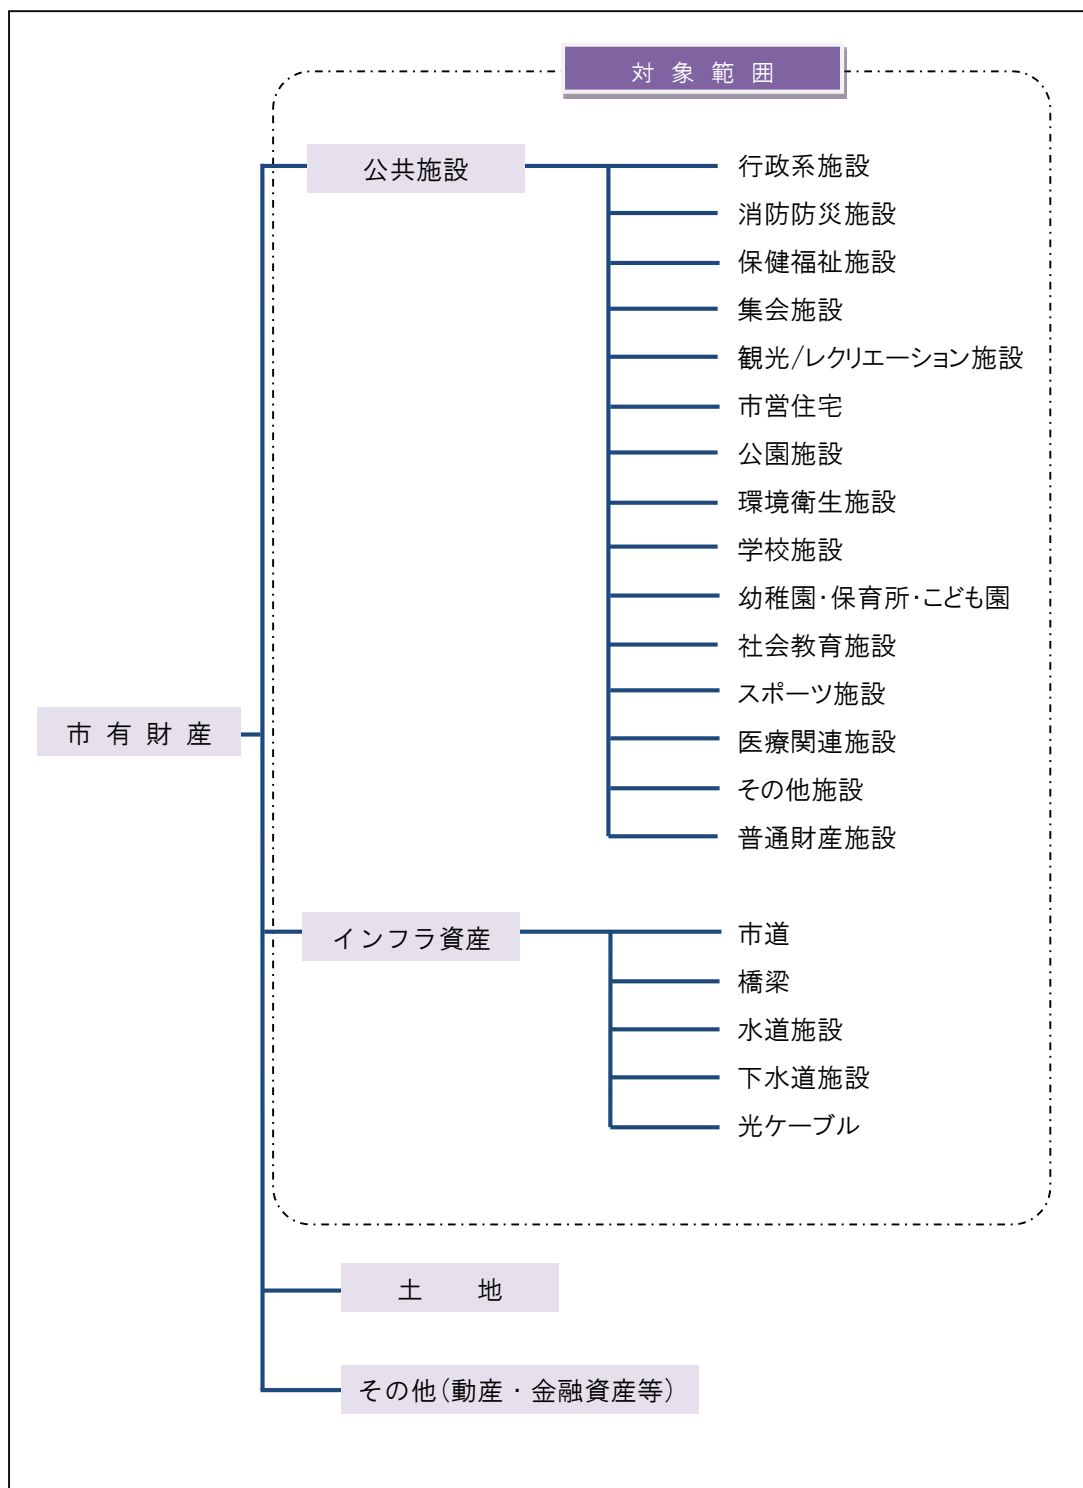 対象範囲
公共施設
行政系施設
消防防災施設
保健福祉施設
集会施設
観光/レクリエーション施設
市営住宅
公園施設
環境衛生施設
学校施設
幼稚園・保育所・こども園
社会教育施設
スポーツ施設
医療関連施設
その他施設
普通財産施設
市有財産
インフラ資産
市道
橋梁
水道施設
下水道施設
光ケーブル
土　地
その他(動産・金融資産等)